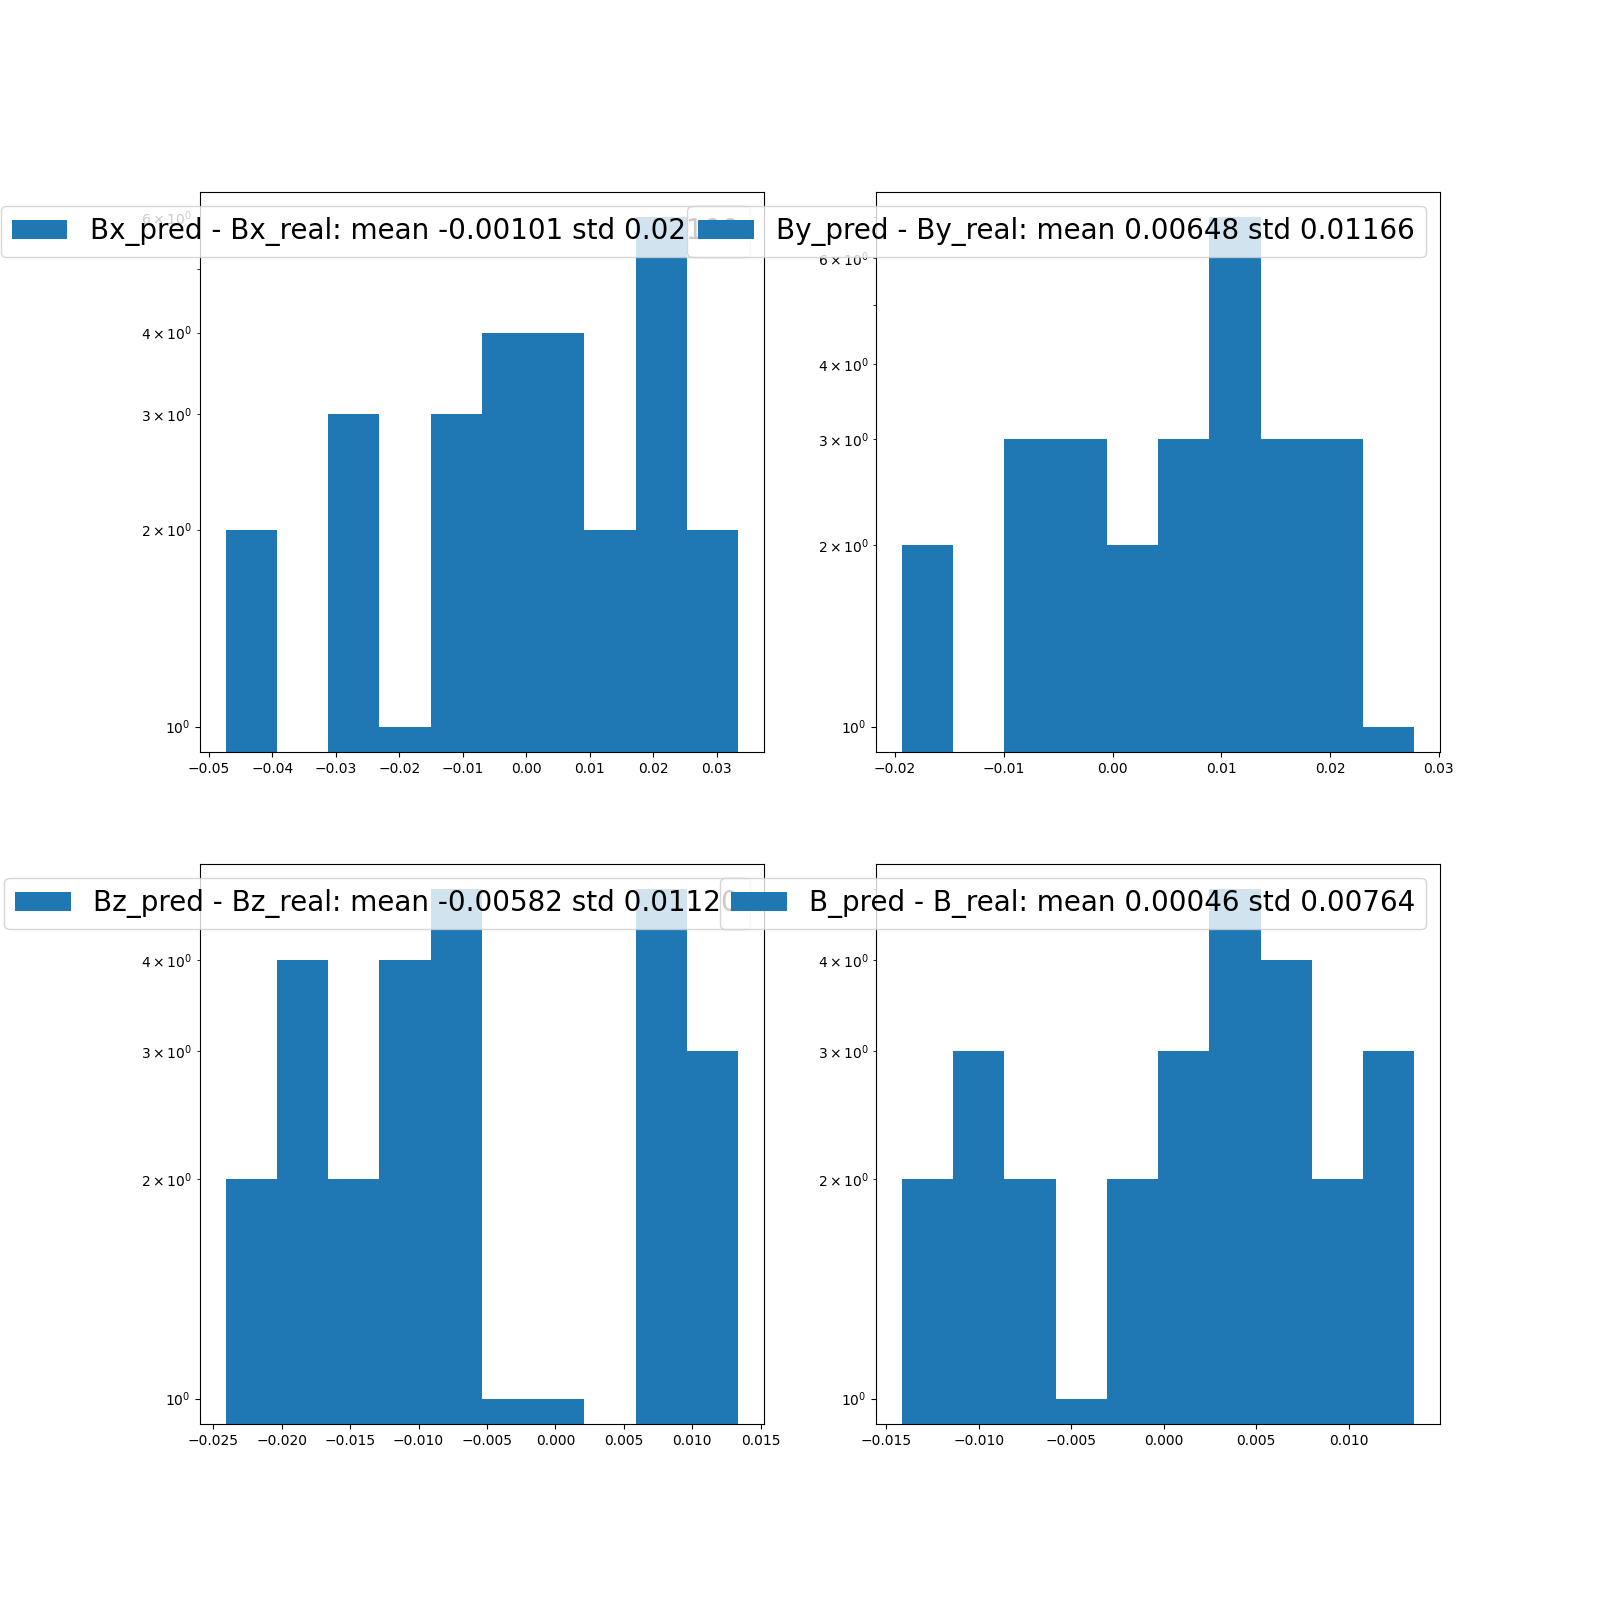 Bx_pred - Bx_real: mean -0.00101 std
By_pred - By_real: mean 0.00648 std 0.01166
6×10⁰
4×10⁰
3×10⁰
2×10⁰
10⁰
−0.05 −0.04 −0.03 −0.02 −0.01 0.00 0.01 0.02 0.03
6×10⁰
4×10⁰
3×10⁰
2×10⁰
10⁰
−0.02 −0.01 0.00 0.01 0.02 0.03
Bz_pred - Bz_real: mean -0.00582 std 0.01120
B_pred - B_real: mean 0.00046 std 0.00764
4×10⁰
3×10⁰
2×10⁰
10⁰
−0.025 −0.020 −0.015 −0.010 −0.005 0.000 0.005 0.010 0.015
4×10⁰
3×10⁰
2×10⁰
10⁰
−0.015 −0.010 −0.005 0.000 0.005 0.010